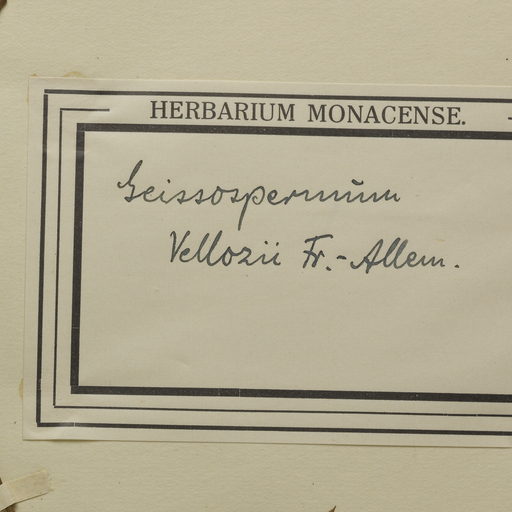 HERBARIUM MONACENSE.
Geissospermum
Vellozii Fr.-Allem.